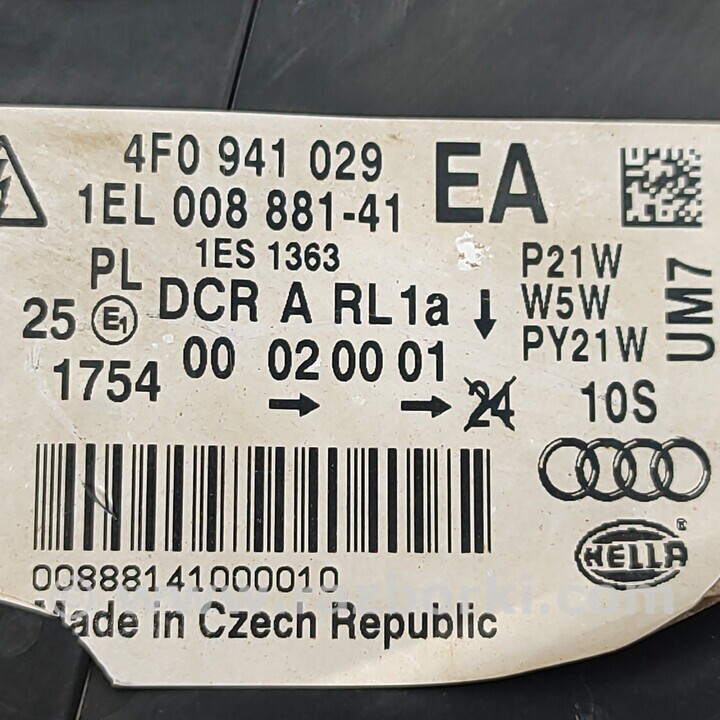 4F0 941 029 EA
1EL 008 881-41
1ES 1363
PL DCR A RL1a
P21W
W5W
PY21W
UM7
25 E1
00 02 00 01
1754
24 10S
00888141000010
HELLA
Made in Czech Republic